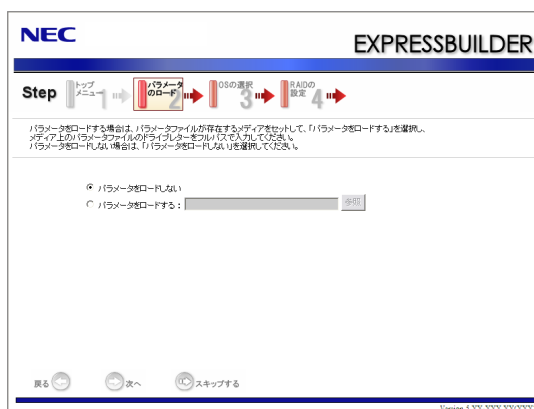 NEC
EXPRESSBUILDER
Step トップメニュー 1 パラメータのロード 2 OSの選択 3 RAIDの設定 4
パラメータをロードする場合は、パラメータファイルが存在するメディアをセットして、「パラメータをロードする」を選択し、
メディア上のパラメータファイルのドライブレターをフルパスで入力してください。
パラメータをロードしない場合は、「パラメータをロードしない」を選択してください。
パラメータをロードしない
パラメータをロードする： 参照
戻る 次へ スキップする
Version 5.XX-XXX.XX(XXX